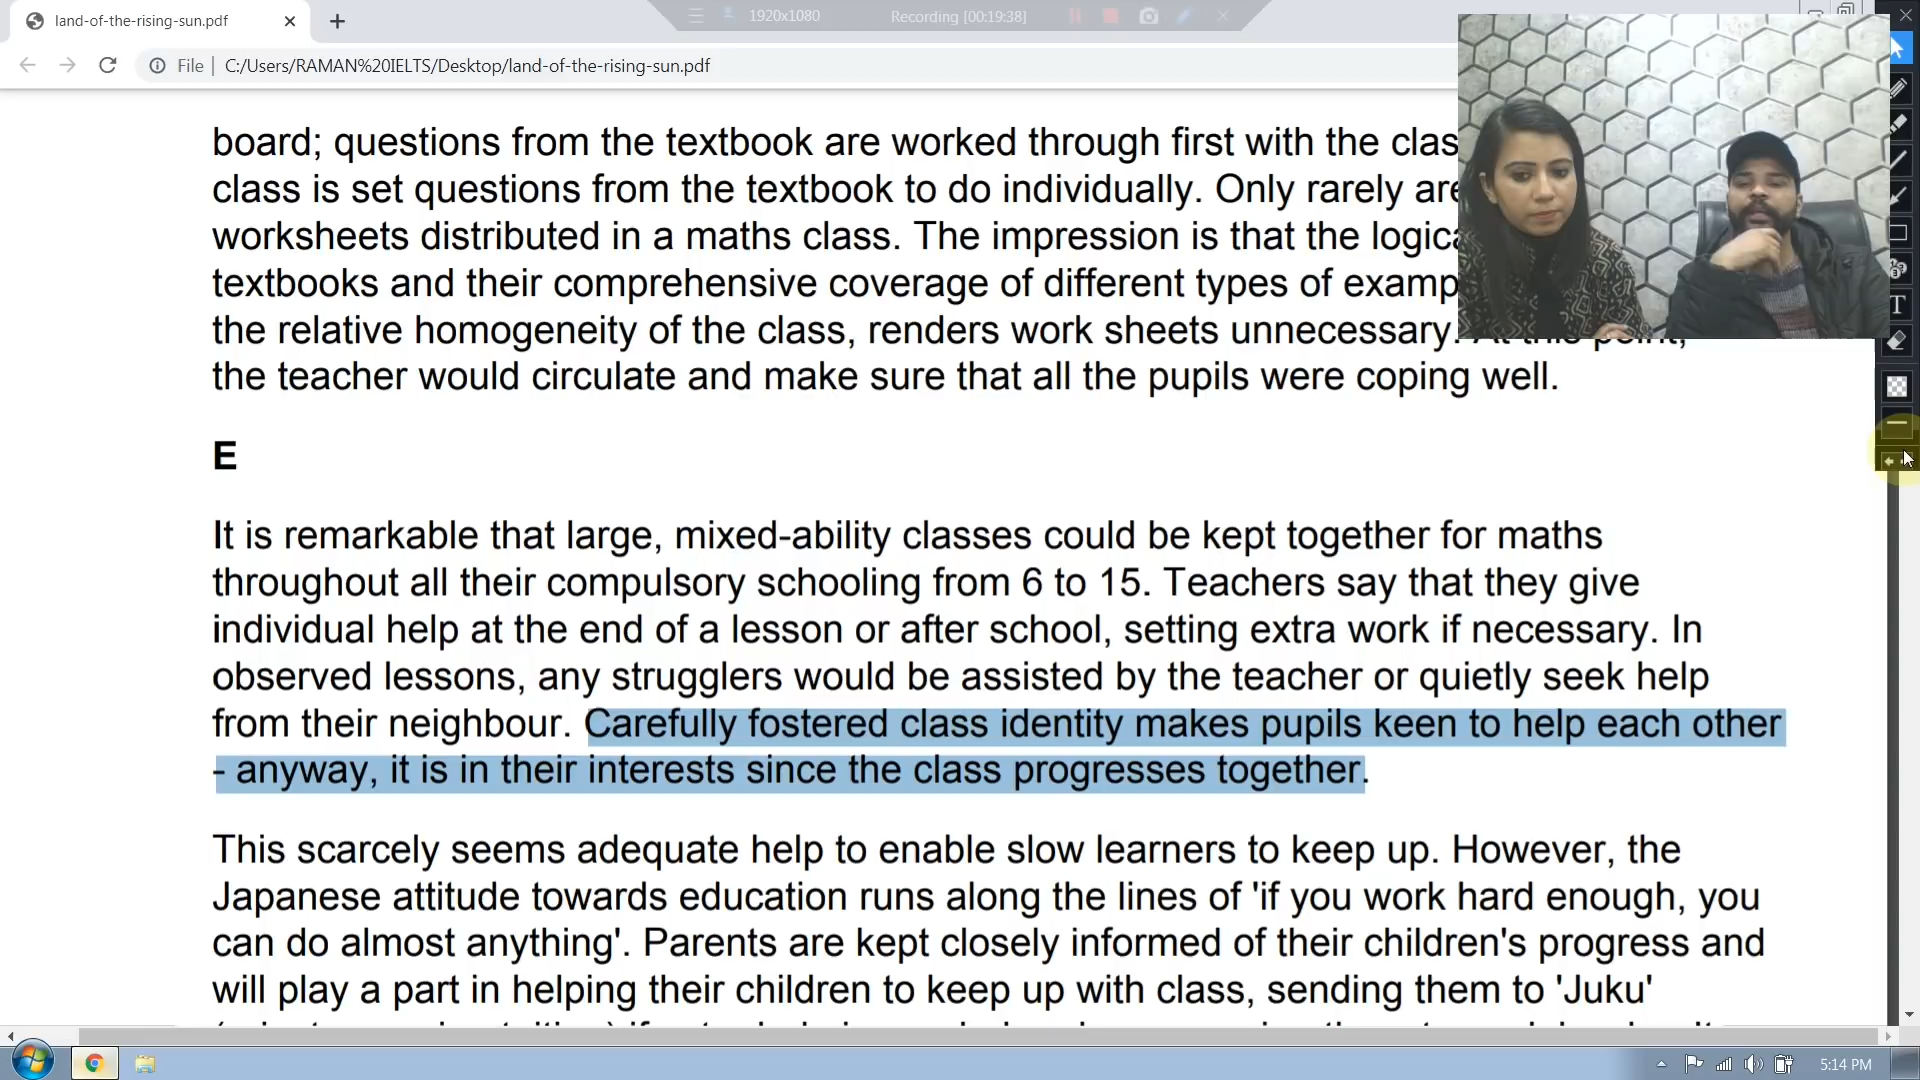 land-of-the-rising-sun.pdf
1920x1080
Recording [00:19:38]
File
C:/Users/RAMAN%20IELTS/Desktop/land-of-the-rising-sun.pdf
board; questions from the textbook are worked through first with the clas
class is set questions from the textbook to do individually. Only rarely are
worksheets distributed in a maths class. The impression is that the logica
textbooks and their comprehensive coverage of different types of examp
the relative homogeneity of the class, renders work sheets unnecessary. At this point,
the teacher would circulate and make sure that all the pupils were coping well.
E
It is remarkable that large, mixed-ability classes could be kept together for maths
throughout all their compulsory schooling from 6 to 15. Teachers say that they give
individual help at the end of a lesson or after school, setting extra work if necessary. In
observed lessons, any strugglers would be assisted by the teacher or quietly seek help
from their neighbour. Carefully fostered class identity makes pupils keen to help each other
- anyway, it is in their interests since the class progresses together.
This scarcely seems adequate help to enable slow learners to keep up. However, the
Japanese attitude towards education runs along the lines of 'if you work hard enough, you
can do almost anything'. Parents are kept closely informed of their children's progress and
will play a part in helping their children to keep up with class, sending them to 'Juku'
5:14 PM